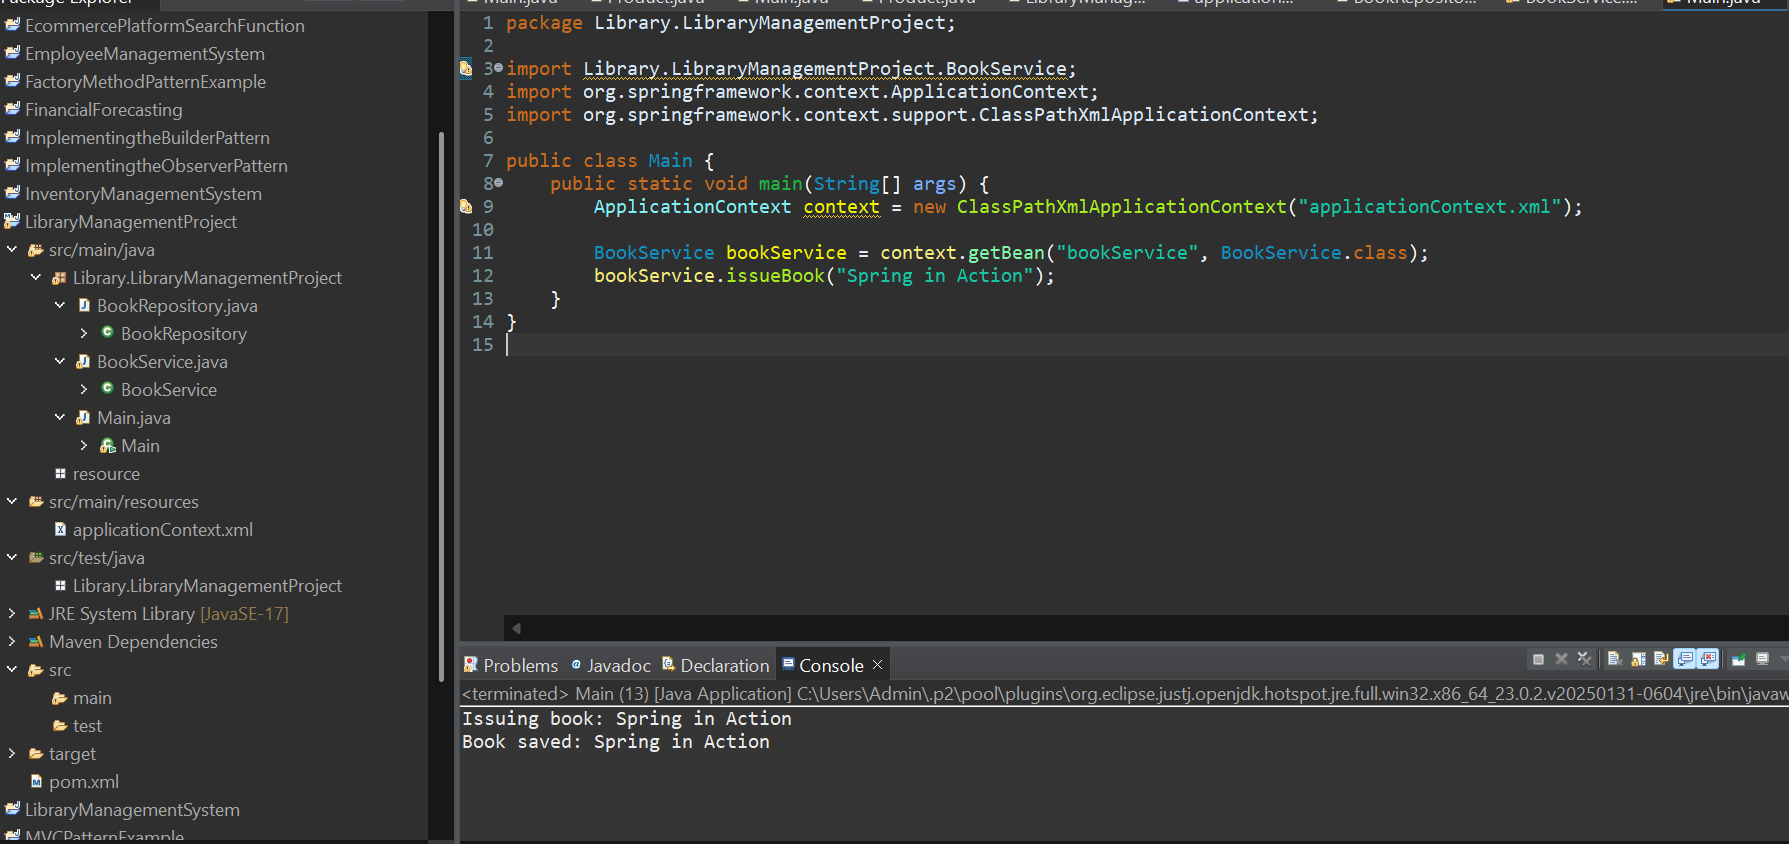 Package Explorer
EcommercePlatformSearchFunction
EmployeeManagementSystem
FactoryMethodPatternExample
FinancialForecasting
ImplementingtheBuilderPattern
ImplementingtheObserverPattern
InventoryManagementSystem
LibraryManagementProject
src/main/java
Library.LibraryManagementProject
BookRepository.java
BookRepository
BookService.java
BookService
Main.java
Main
resource
src/main/resources
applicationContext.xml
src/test/java
Library.LibraryManagementProject
JRE System Library [JavaSE-17]
Maven Dependencies
src
main
test
target
pom.xml
LibraryManagementSystem
MVCPatternExample
Main.java Product.java Main.java Product.java LibraryManag... application... BookReposito... BookService.... Main.java
1 package Library.LibraryManagementProject;
2
3 import Library.LibraryManagementProject.BookService;
4 import org.springframework.context.ApplicationContext;
5 import org.springframework.context.support.ClassPathXmlApplicationContext;
6
7 public class Main {
8 public static void main(String[] args) {
9 ApplicationContext context = new ClassPathXmlApplicationContext("applicationContext.xml");
10
11 BookService bookService = context.getBean("bookService", BookService.class);
12 bookService.issueBook("Spring in Action");
13 }
14 }
15
Problems Javadoc Declaration Console
<terminated> Main (13) [Java Application] C:\Users\Admin\.p2\pool\plugins\org.eclipse.justj.openjdk.hotspot.jre.full.win32.x86_64_23.0.2.v20250131-0604\jre\bin\javaw
Issuing book: Spring in Action
Book saved: Spring in Action